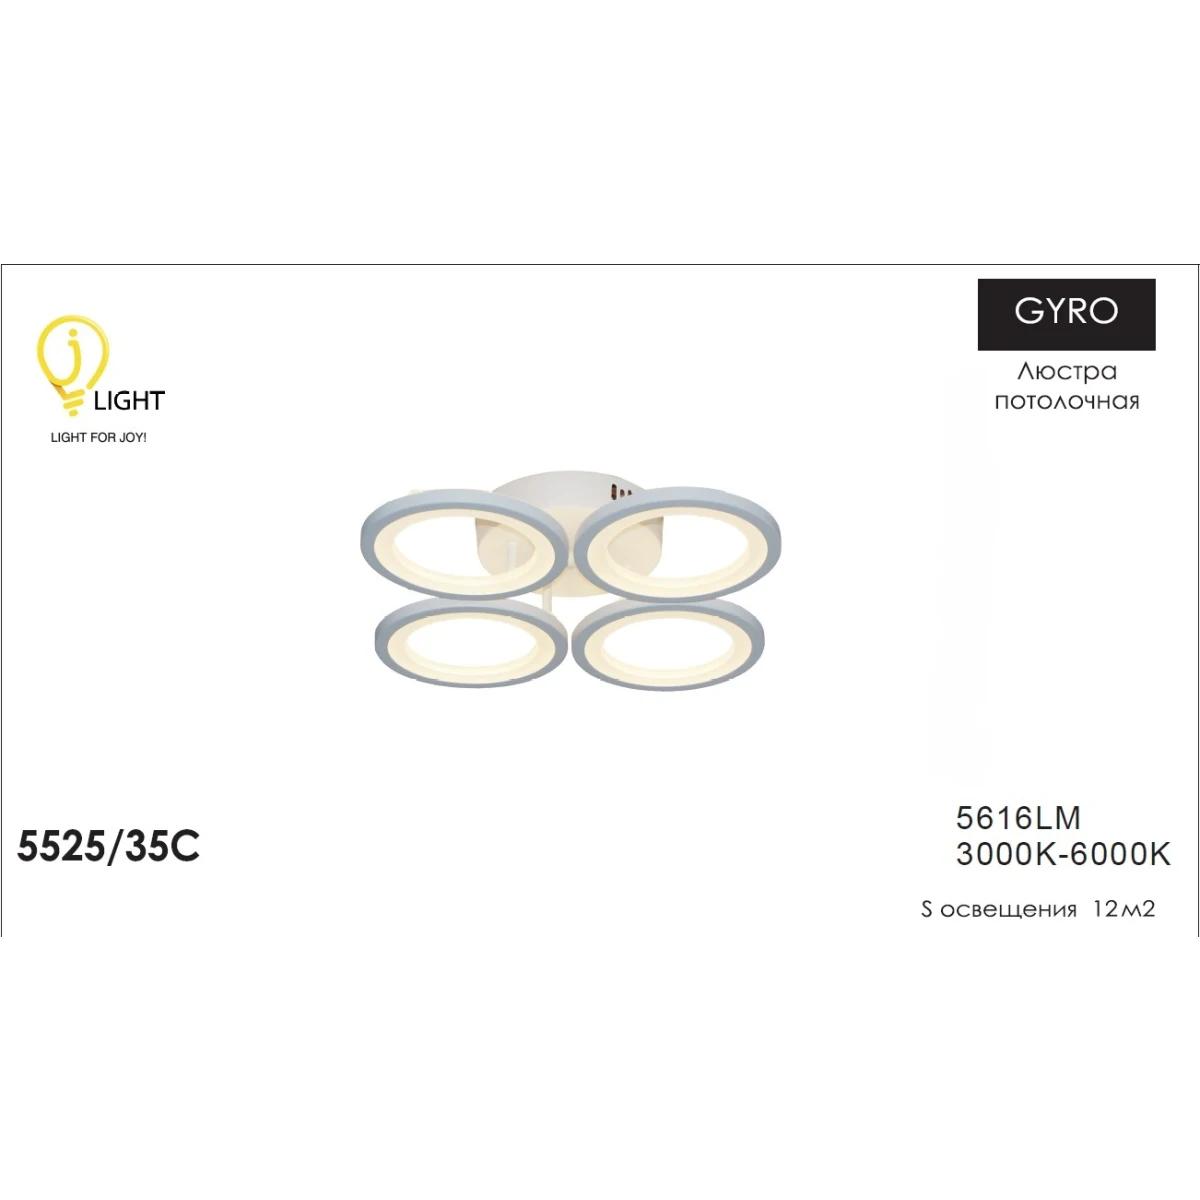 GYRO
Люстра
потолочная
j
LIGHT
LIGHT FOR JOY!
5525/35C
5616LM
3000K-6000K
S освещения 12м2